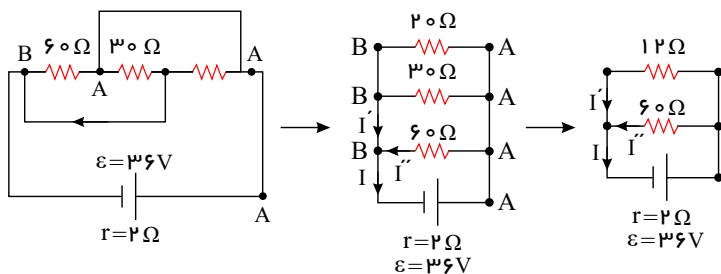 B ۶۰Ω A ۳۰Ω A
ε=۳۶V
r=۲Ω
A
B ۲۰Ω A
B ۳۰Ω A
I′
B ۶۰Ω A
I″
I A
r=۲Ω
ε=۳۶V
۱۲Ω
I′ ۶۰Ω
I″
I
r=۲Ω
ε=۳۶V